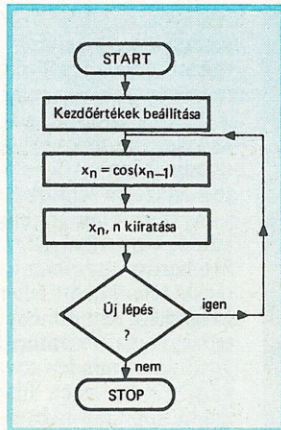 START
Kezdőértékek beállítása
xₙ = cos(xₙ₋₁)
xₙ, n kiíratása
Új lépés
?
igen
nem
STOP